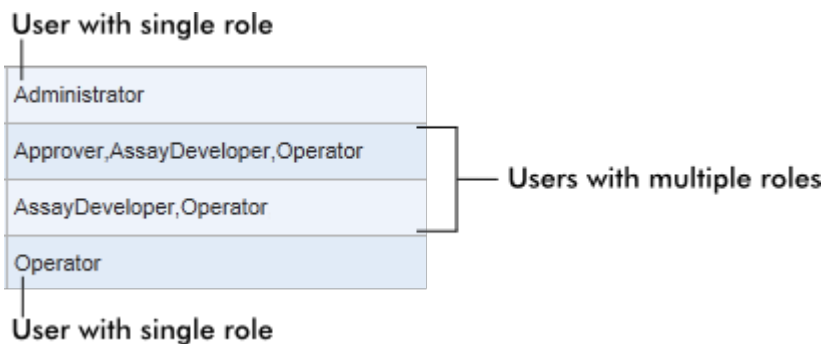 User with single role
Administrator
Approver,AssayDeveloper,Operator
Users with multiple roles
AssayDeveloper,Operator
Operator
User with single role